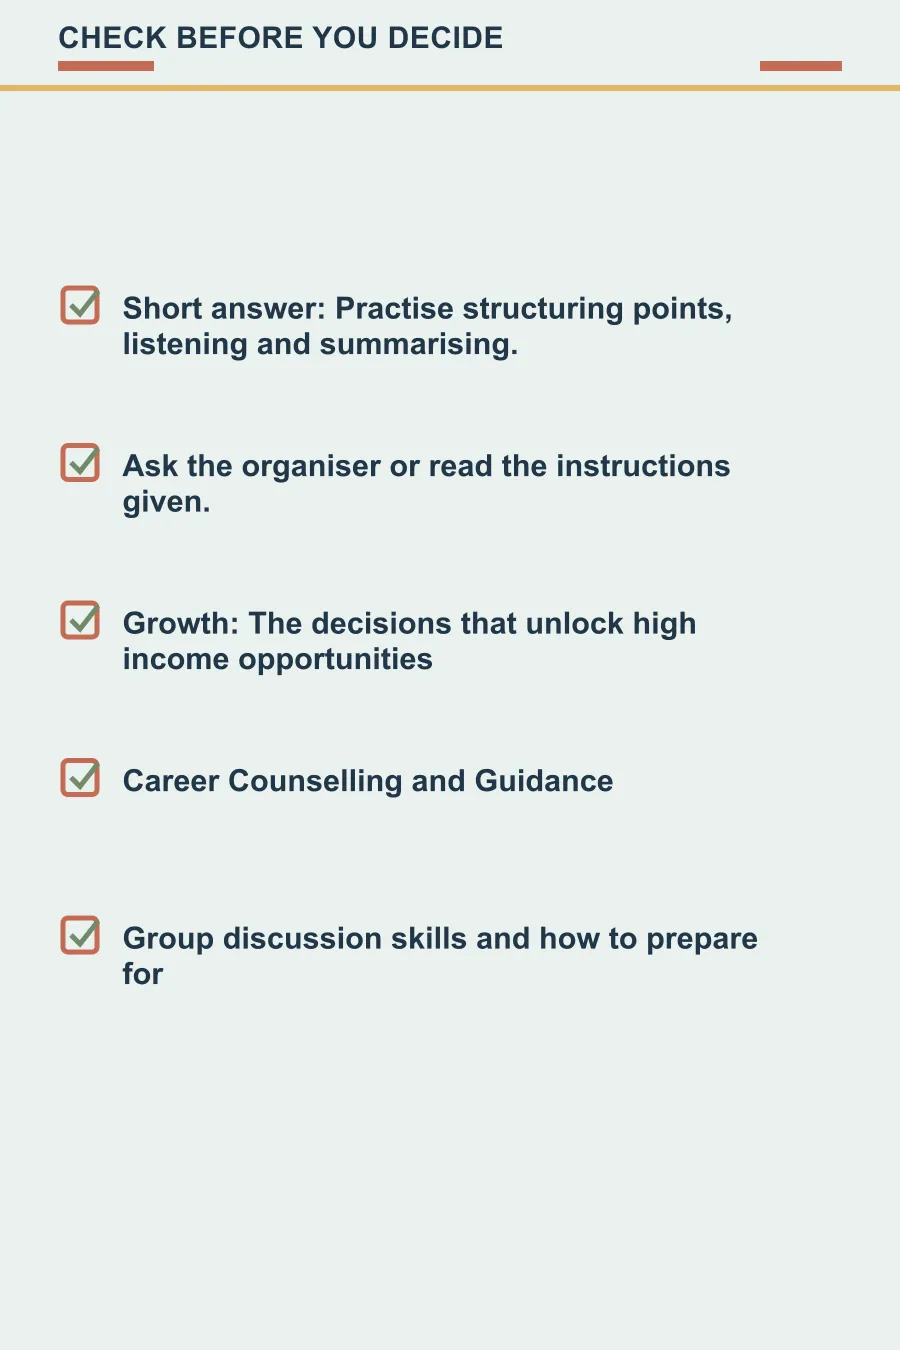 CHECK BEFORE YOU DECIDE
Short answer: Practise structuring points,
listening and summarising.
Ask the organiser or read the instructions
given.
Growth: The decisions that unlock high
income opportunities
Career Counselling and Guidance
Group discussion skills and how to prepare
for